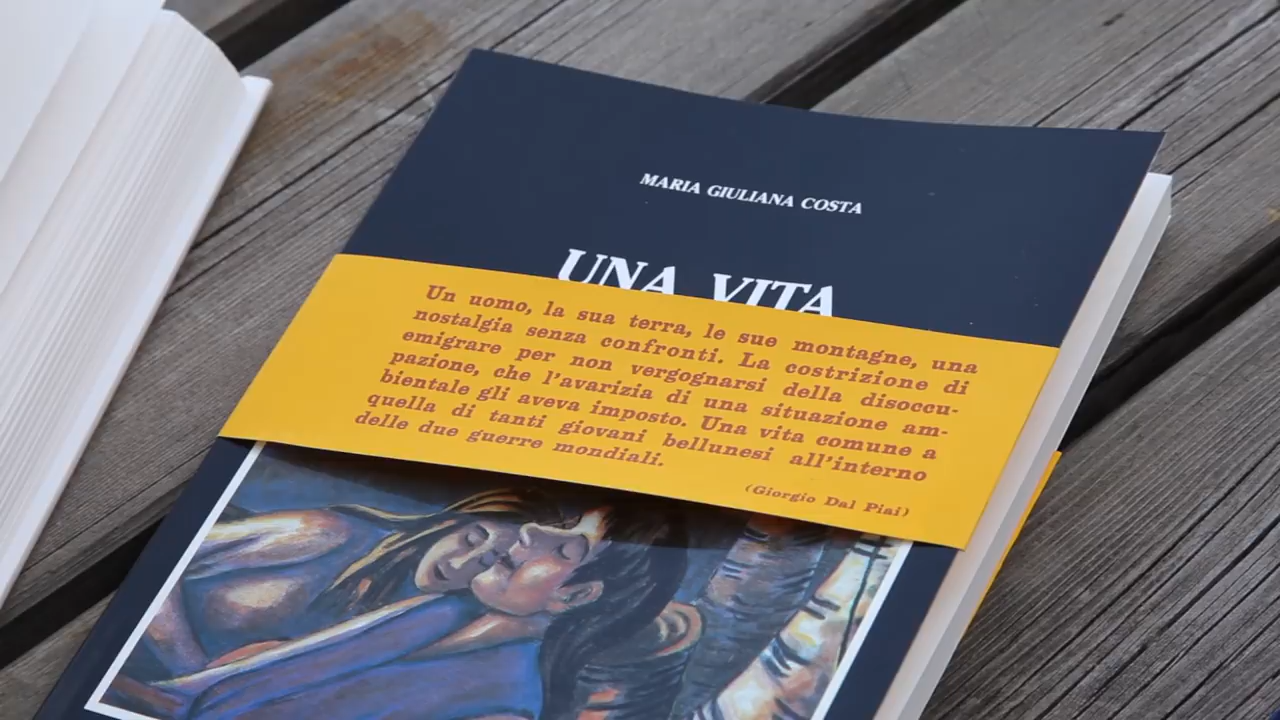 MARIA GIULIANA COSTA
UNA VITA
Un uomo, la sua terra, le sue montagne, una
nostalgia senza confronti. La costrizione di
emigrare per non vergognarsi della disoccu-
pazione, che l'avarizia di una situazione am-
bientale gli aveva imposto. Una vita comune a
quella di tanti giovani bellunesi all'interno
delle due guerre mondiali.
(Giorgio Dal Piai)